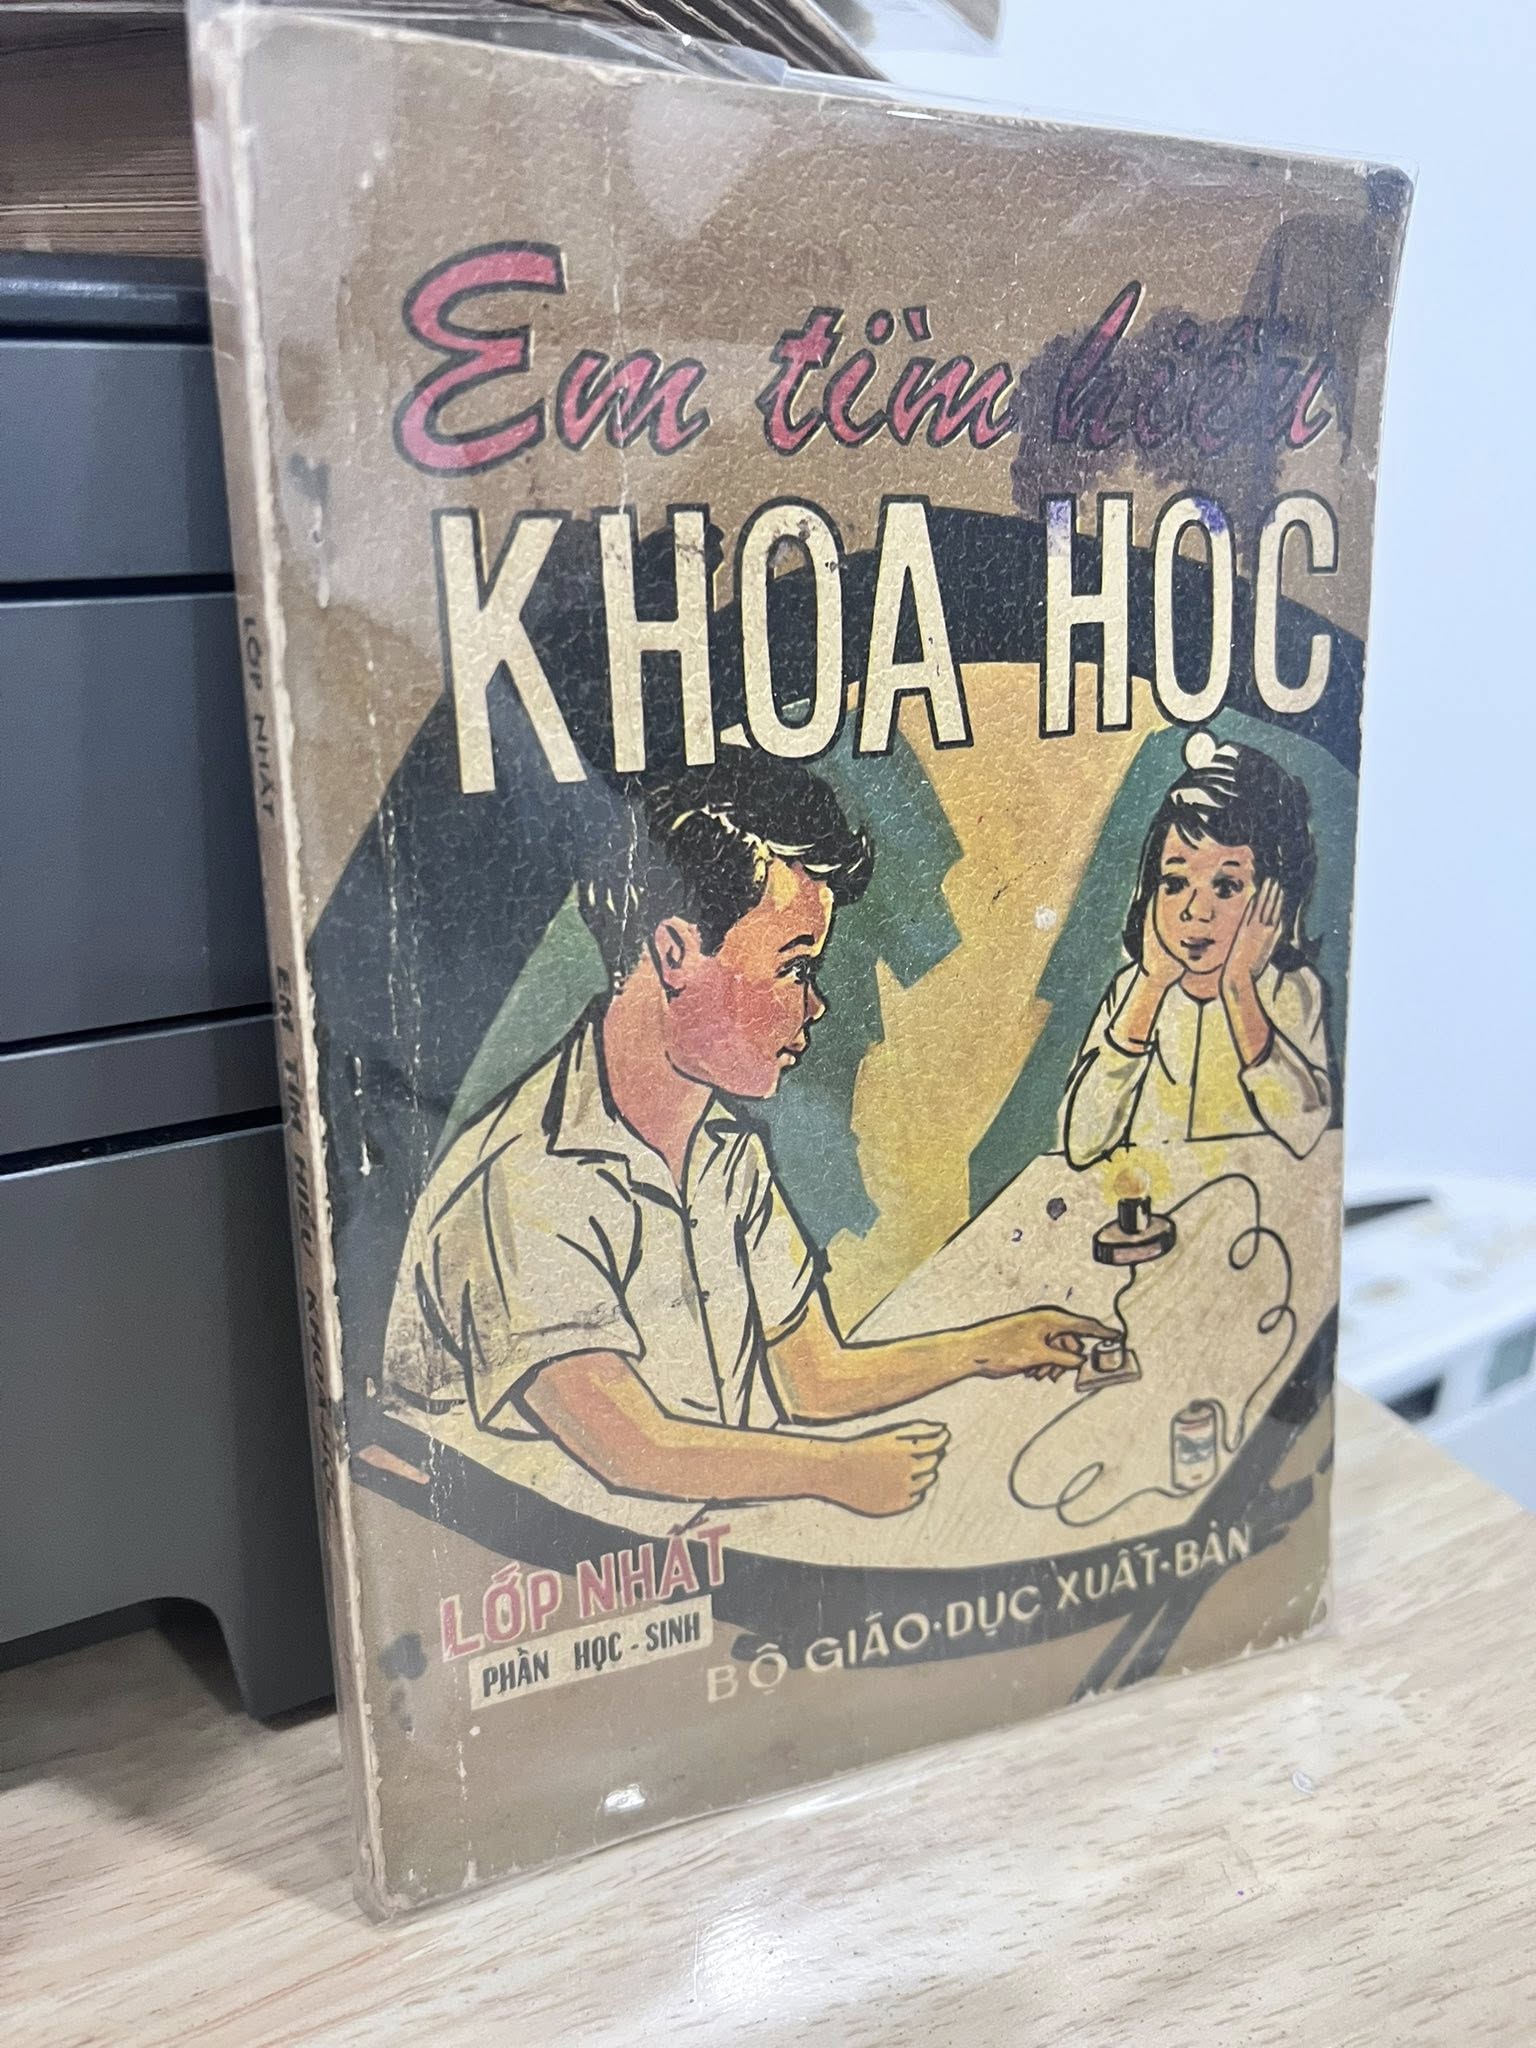 Em tìm hiểu
KHOA HỌC
LỚP NHẤT
PHẦN HỌC - SINH
BỘ GIÁO-DỤC XUẤT-BẢN
LỚP NHẤT
EM TÌM HIỂU KHOA-HỌC